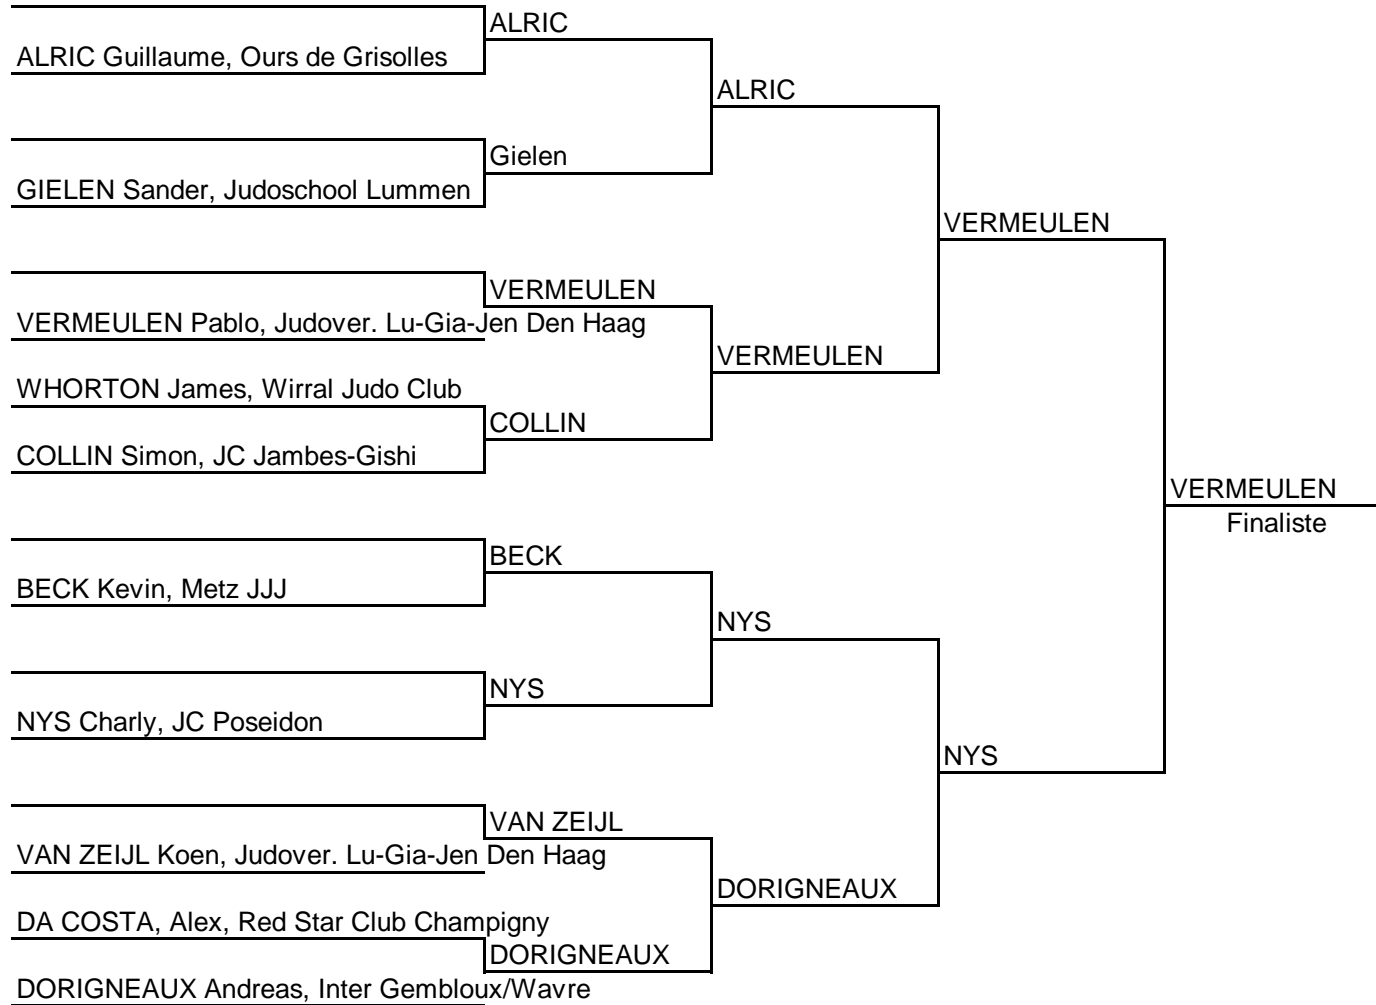 ALRIC
ALRIC Guillaume, Ours de Grisolles
ALRIC
Gielen
GIELEN Sander, Judoschool Lummen
VERMEULEN
VERMEULEN
VERMEULEN Pablo, Judover. Lu-Gia-Jen Den Haag
VERMEULEN
WHORTON James, Wirral Judo Club
COLLIN
COLLIN Simon, JC Jambes-Gishi
VERMEULEN
Finaliste
BECK
BECK Kevin, Metz JJJ
NYS
NYS
NYS Charly, JC Poseidon
NYS
VAN ZEIJL
VAN ZEIJL Koen, Judover. Lu-Gia-Jen Den Haag
DORIGNEAUX
DA COSTA, Alex, Red Star Club Champigny
DORIGNEAUX
DORIGNEAUX Andreas, Inter Gembloux/Wavre